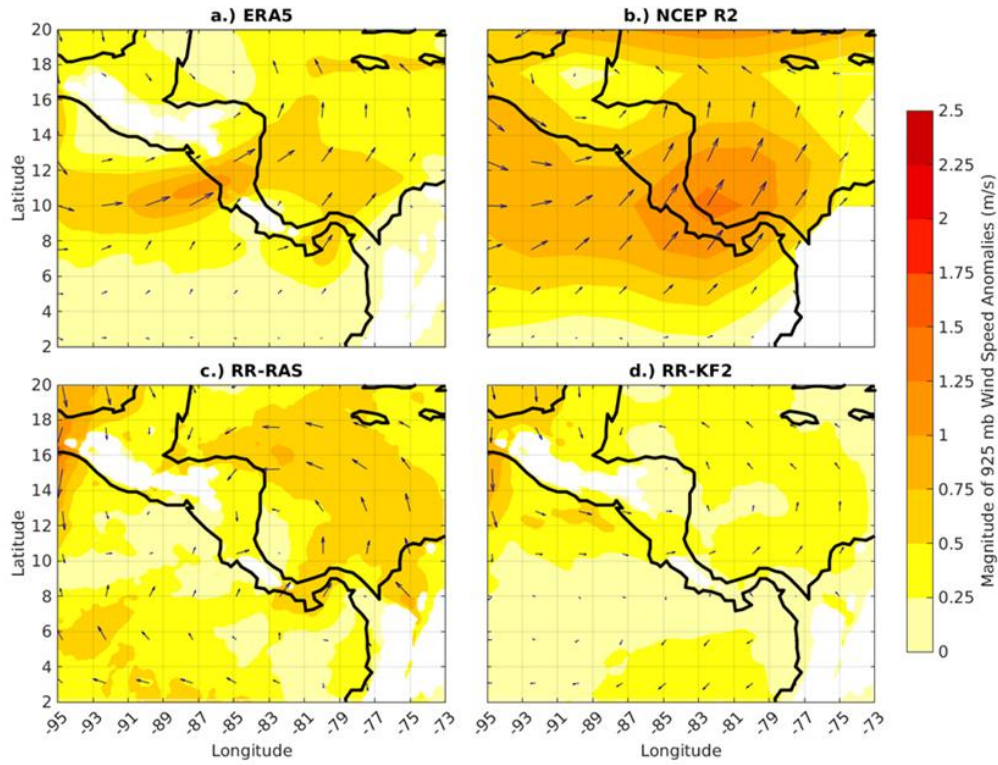 a.) ERA5
b.) NCEP R2
20
18
16
14
12
10
8
6
4
2
Latitude
c.) RR-RAS
d.) RR-KF2
20
18
16
14
12
10
8
6
4
2
Latitude
-95 -93 -91 -89 -87 -85 -83 -81 -79 -77 -75 -73
Longitude
-95 -93 -91 -89 -87 -85 -83 -81 -79 -77 -75 -73
Longitude
2.5
2.25
2
1.75
1.5
1.25
1
0.75
0.5
0.25
0
Magnitude of 925 mb Wind Speed Anomalies (m/s)